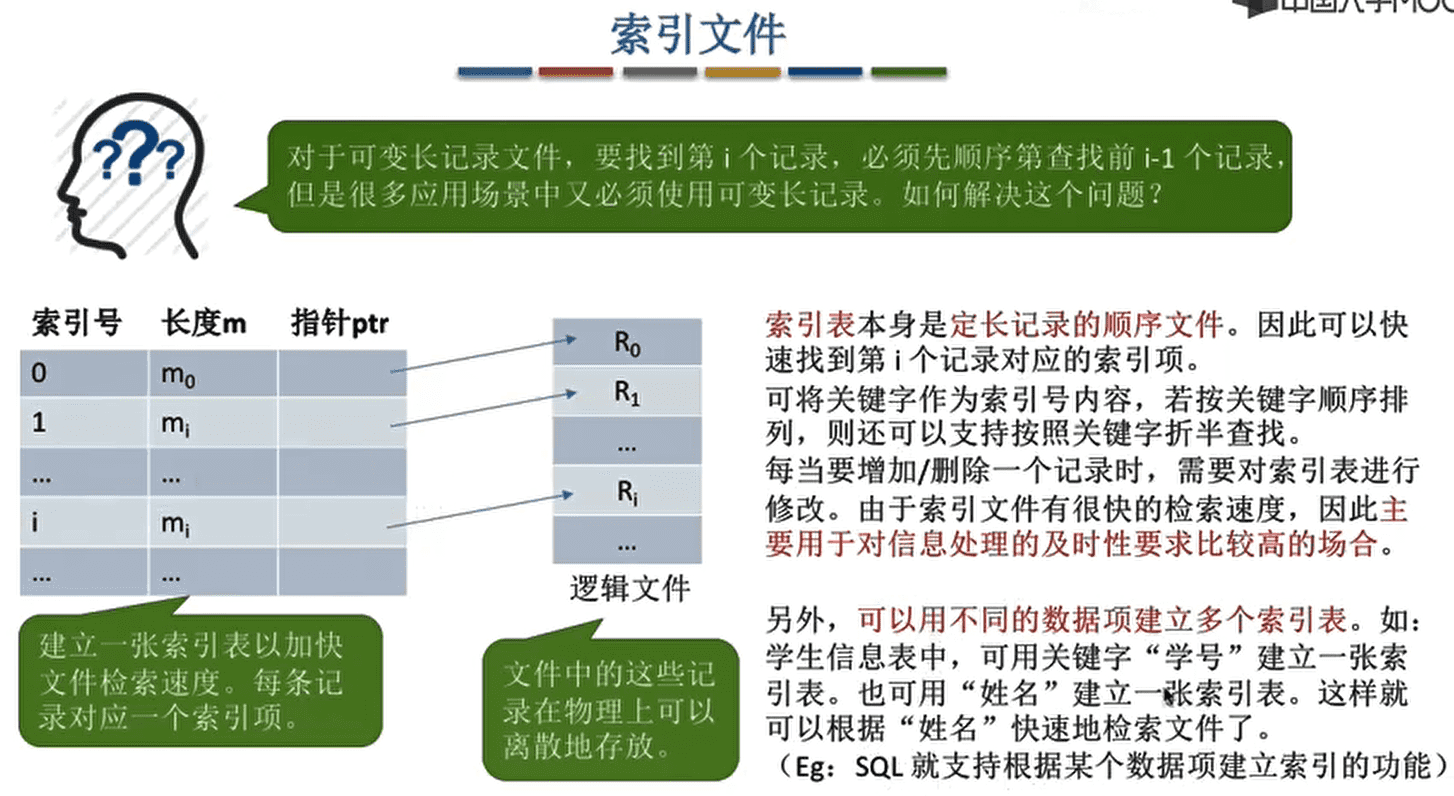 中国大学MOO
索引文件
???
对于可变长记录文件，要找到第 i 个记录，必须先顺序第查找前 i-1 个记录，
但是很多应用场景中又必须使用可变长记录。如何解决这个问题？
索引号 长度m 指针ptr
0 m₀
1 mᵢ
... ...
i mᵢ
... ...
R₀
R₁
...
Rᵢ
...
逻辑文件
建立一张索引表以加快
文件检索速度。每条记
录对应一个索引项。
文件中的这些记
录在物理上可以
离散地存放。
索引表本身是定长记录的顺序文件。因此可以快
速找到第 i 个记录对应的索引项。
可将关键字作为索引号内容，若按关键字顺序排
列，则还可以支持按照关键字折半查找。
每当要增加/删除一个记录时，需要对索引表进行
修改。由于索引文件有很快的检索速度，因此主
要用于对信息处理的及时性要求比较高的场合。
另外，可以用不同的数据项建立多个索引表。如：
学生信息表中，可用关键字“学号”建立一张索
引表。也可用“姓名”建立一张索引表。这样就
可以根据“姓名”快速地检索文件了。
（Eg：SQL 就支持根据某个数据项建立索引的功能）